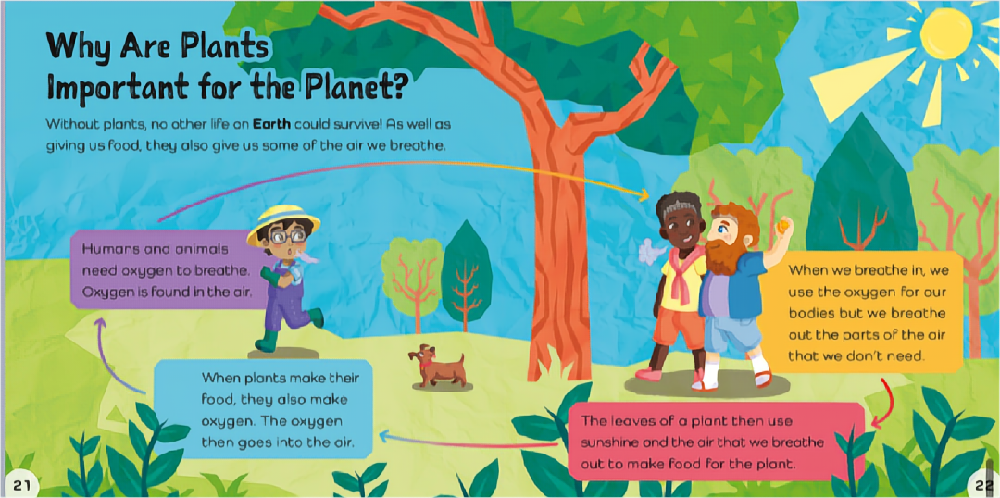 Why Are Plants
Important for the Planet?
Without plants, no other life on Earth could survive! As well as
giving us food, they also give us some of the air we breathe.
Humans and animals
need oxygen to breathe.
Oxygen is found in the air.
When we breathe in, we
use the oxygen for our
bodies but we breathe
out the parts of the air
that we don't need.
The leaves of a plant then use
sunshine and the air that we breathe
out to make food for the plant.
When plants make their
food, they also make
oxygen. The oxygen
then goes into the air.
21
22